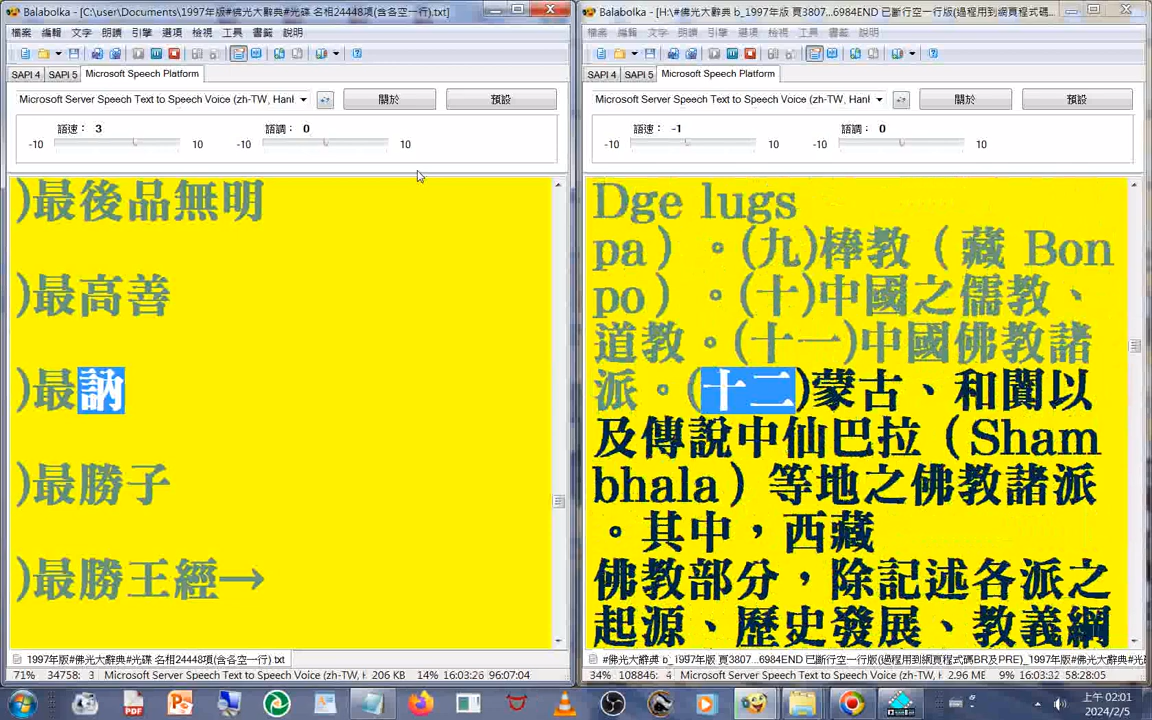 Balabolka - [C:\user\Documents\1997年版#佛光大辭典#光碟 名相24448項(含各空一行).txt]
檔案 編輯 文字 朗讀 引擎 選項 檢視 工具 書籤 說明
SAPI 4 SAPI 5 Microsoft Speech Platform
Microsoft Server Speech Text to Speech Voice (zh-TW, Hanl
關於 預設
語速： 3 語調： 0
-10 10 -10 10
)最後品無明
)最高善
)最訥
)最勝子
)最勝王經→
1997年版#佛光大辭典#光碟 名相24448項(含各空一行).txt
71% 34758: 3 Microsoft Server Speech Text to Speech Voice (zh-TW, H 206 KB 14% 16:03:26 96:07:04
Balabolka - [H:\#佛光大辭典 b_1997年版 頁3807...6984END 已斷行空一行版(過程用到網頁程式碼
檔案 編輯 文字 朗讀 引擎 選項 檢視 工具 書籤 說明
SAPI 4 SAPI 5 Microsoft Speech Platform
Microsoft Server Speech Text to Speech Voice (zh-TW, Hanl
關於 預設
語速： -1 語調： 0
-10 10 -10 10
Dge lugs
pa）。(九)棒教（藏 Bon
po）。(十)中國之儒教、
道教。(十一)中國佛教諸
派。(十二)蒙古、和闐以
及傳說中仙巴拉（Sham
bhala）等地之佛教諸派
。其中，西藏
佛教部分，除記述各派之
起源、歷史發展、教義綱
#佛光大辭典 b_1997年版 頁3807...6984END 已斷行空一行版(過程用到網頁程式碼BR及PRE)_1997年版#光
34% 108846: 4 Microsoft Server Speech Text to Speech Voice (zh-TW, H 2.96 ME 9% 16:03:32 58:28:05
PDF
上午 02:01
2024/2/5